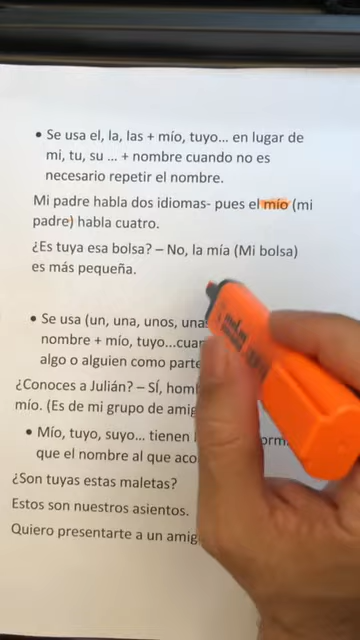 • Se usa el, la, las + mío, tuyo... en lugar de
mi, tu, su ... + nombre cuando no es
necesario repetir el nombre.
Mi padre habla dos idiomas- pues el mío (mi
padre) habla cuatro.
¿Es tuya esa bolsa? – No, la mía (Mi bolsa)
es más pequeña.
• Se usa (un, una, unos, unas
nombre + mío, tuyo...cuan
algo o alguien como parte
¿Conoces a Julián? – SÍ, hom
mío. (Es de mi grupo de amig
• Mío, tuyo, suyo... tienen
que el nombre al que aco
¿Son tuyas estas maletas?
Estos son nuestros asientos.
Quiero presentarte a un amig